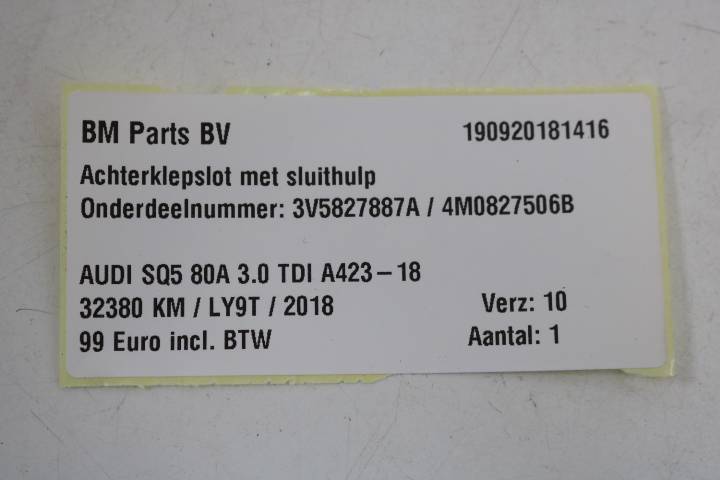 BM Parts BV 190920181416
Achterklepslot met sluithulp
Onderdeelnummer: 3V5827887A / 4M0827506B
AUDI SQ5 80A 3.0 TDI A423-18
32380 KM / LY9T / 2018 Verz: 10
99 Euro incl. BTW Aantal: 1